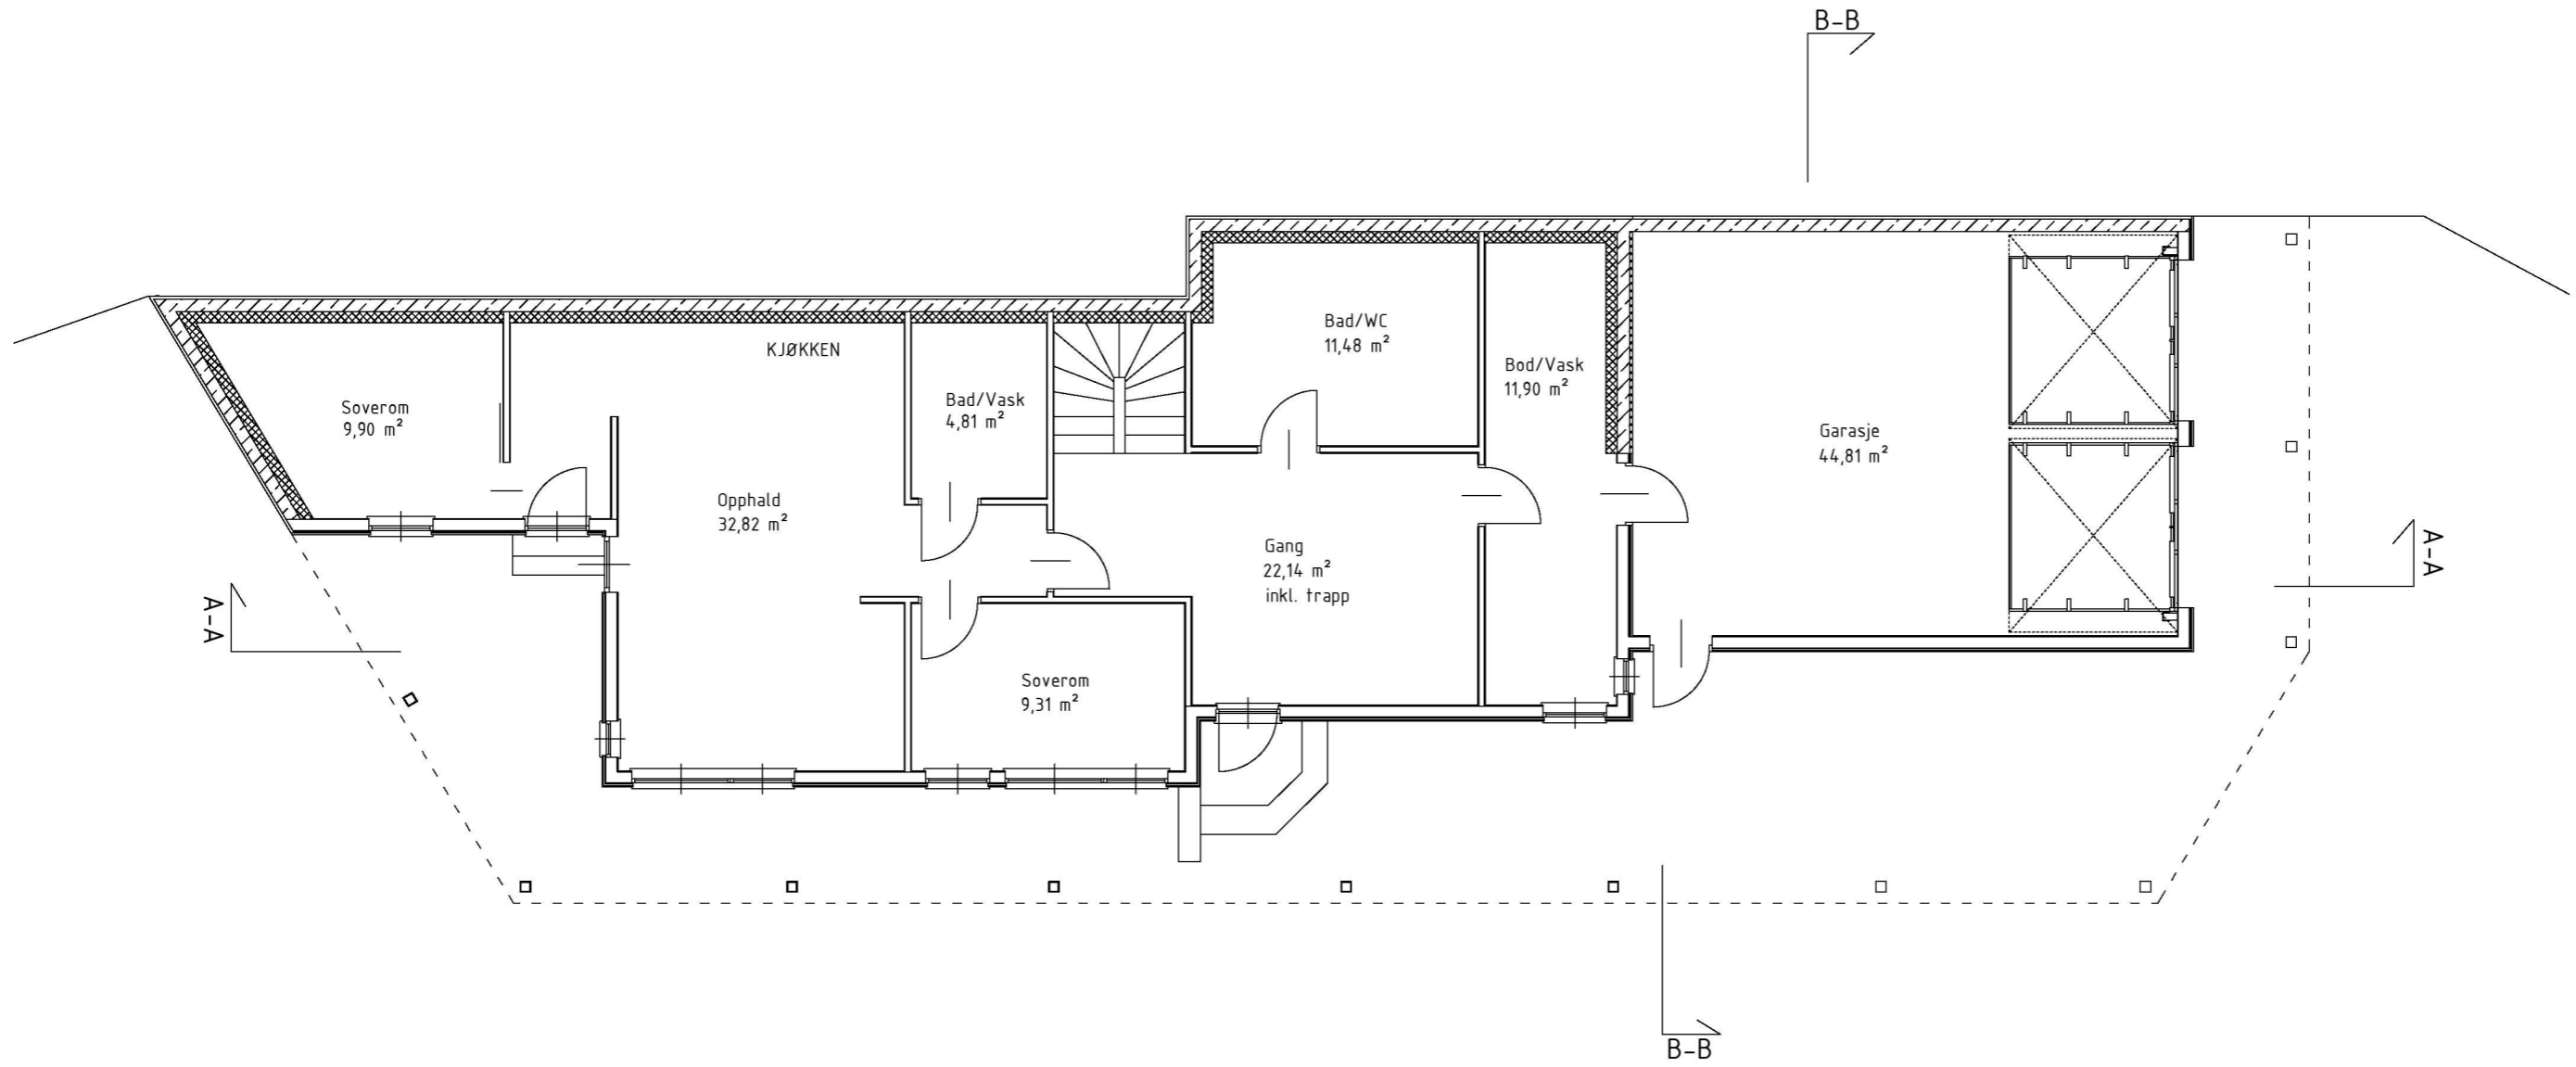 B-B
Bad/WC
11,48 m²
KJØKKEN
Bod/Vask
11,90 m²
Soverom
9,90 m²
Bad/Vask
4,81 m²
Garasje
44,81 m²
Opphald
32,82 m²
Gang
22,14 m²
inkl. trapp
A-A
A-A
Soverom
9,31 m²
B-B